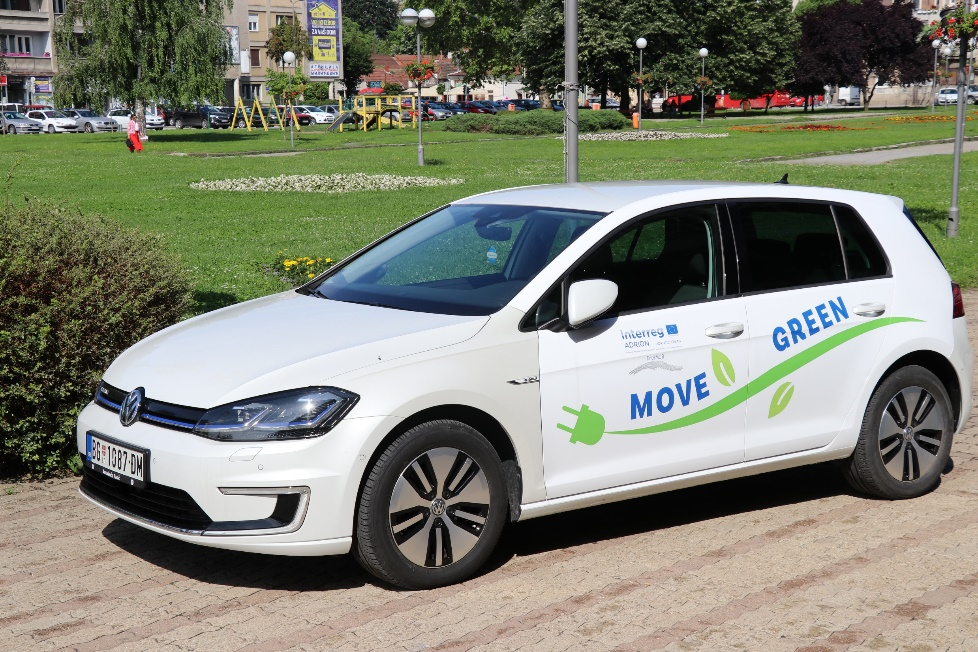 Interreg
ADRION
MOVE
GREEN
BG 1087-DM